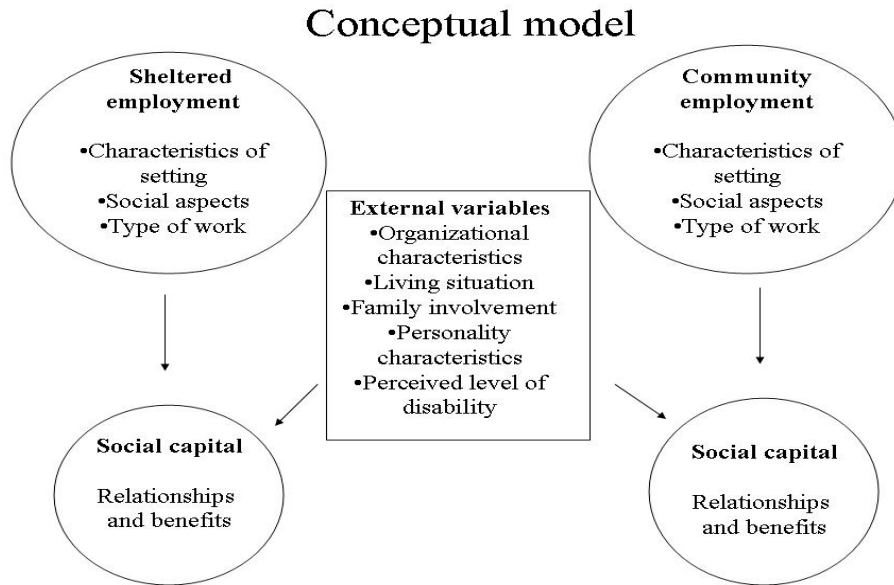 Conceptual model
Sheltered
employment
•Characteristics of
setting
•Social aspects
•Type of work
Community
employment
•Characteristics of
setting
•Social aspects
•Type of work
External variables
•Organizational
characteristics
•Living situation
•Family involvement
•Personality
characteristics
•Perceived level of
disability
Social capital
Relationships
and benefits
Social capital
Relationships
and benefits